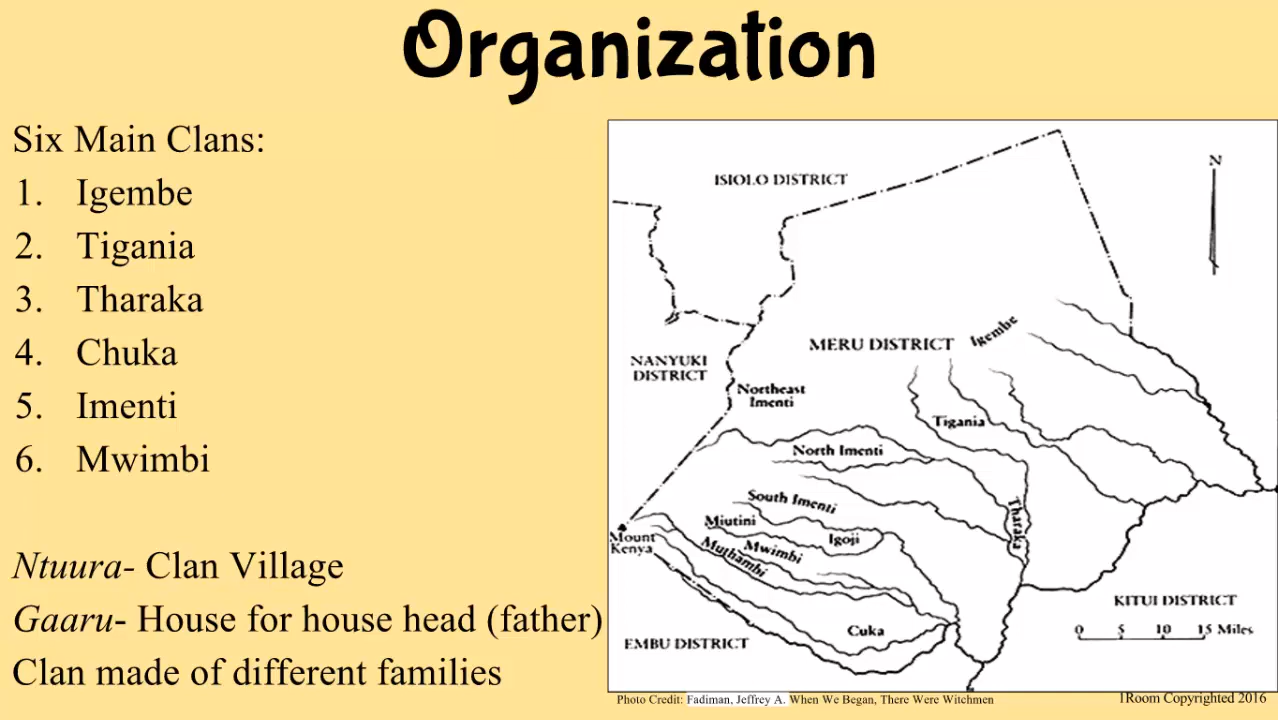 Organization
Six Main Clans:
1. Igembe
2. Tigania
3. Tharaka
4. Chuka
5. Imenti
6. Mwimbi
Ntuura- Clan Village
Gaaru- House for house head (father)
Clan made of different families
N
ISIOLO DISTRICT
MERU DISTRICT
Igembe
NANYUKI
DISTRICT
Northeast
Imenti
Tigania
North Imenti
South Imenti
Tharaka
Miutini
Igoji
Mount
Kenya
Mwimbi
Muthambi
KITUI DISTRICT
0 5 10 15 Miles
Cuka
EMBU DISTRICT
Photo Credit: Fadiman, Jeffrey A. When We Began, There Were Witchmen
1Room Copyrighted 2016